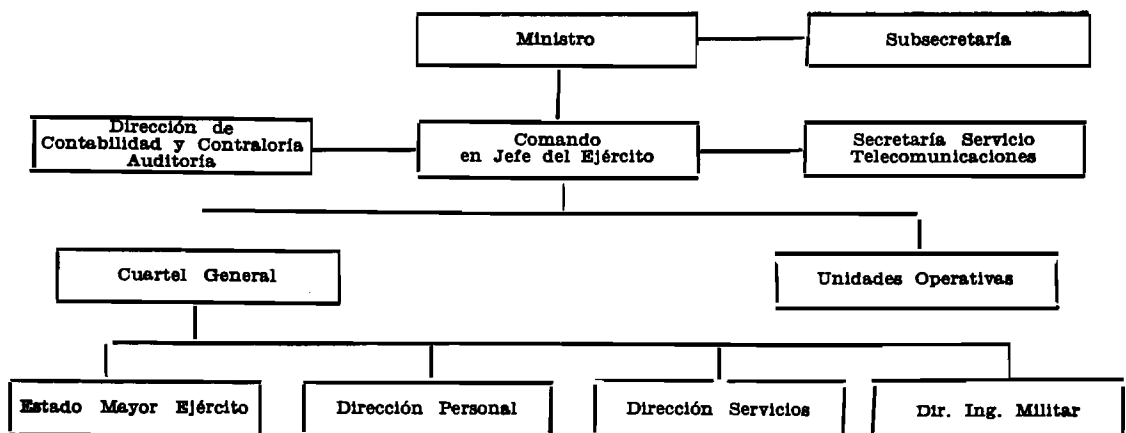 Ministro
Subsecretaría
Dirección de
Contabilidad y Contraloría
Auditoría
Comando
en Jefe del Ejército
Secretaría Servicio
Telecomunicaciones
Cuartel General
Unidades Operativas
Estado Mayor Ejército
Dirección Personal
Dirección Servicios
Dir. Ing. Militar